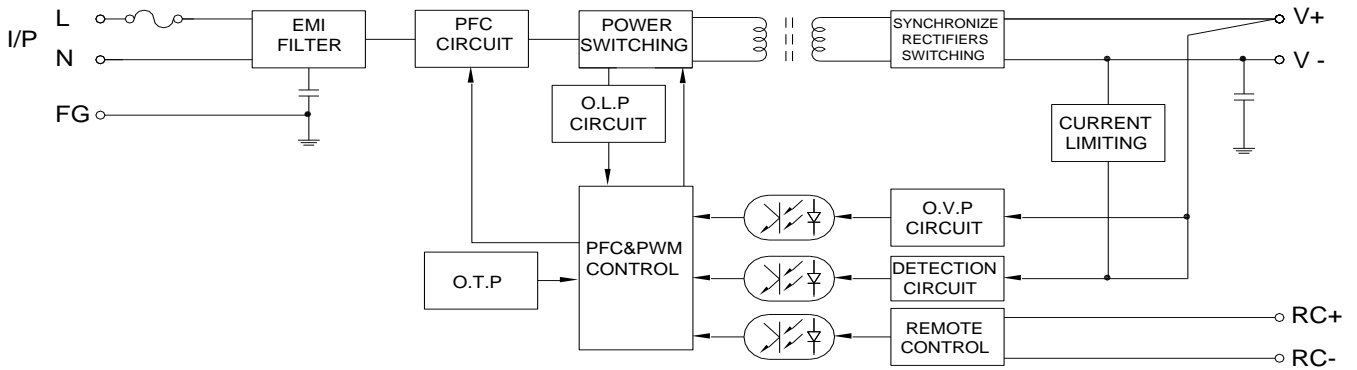 I/P
L
N
FG
EMI
FILTER
PFC
CIRCUIT
POWER
SWITCHING
SYNCHRONIZE
RECTIFIERS
SWITCHING
V+
V -
O.L.P
CIRCUIT
CURRENT
LIMITING
PFC&PWM
CONTROL
O.T.P
O.V.P
CIRCUIT
DETECTION
CIRCUIT
REMOTE
CONTROL
RC+
RC-